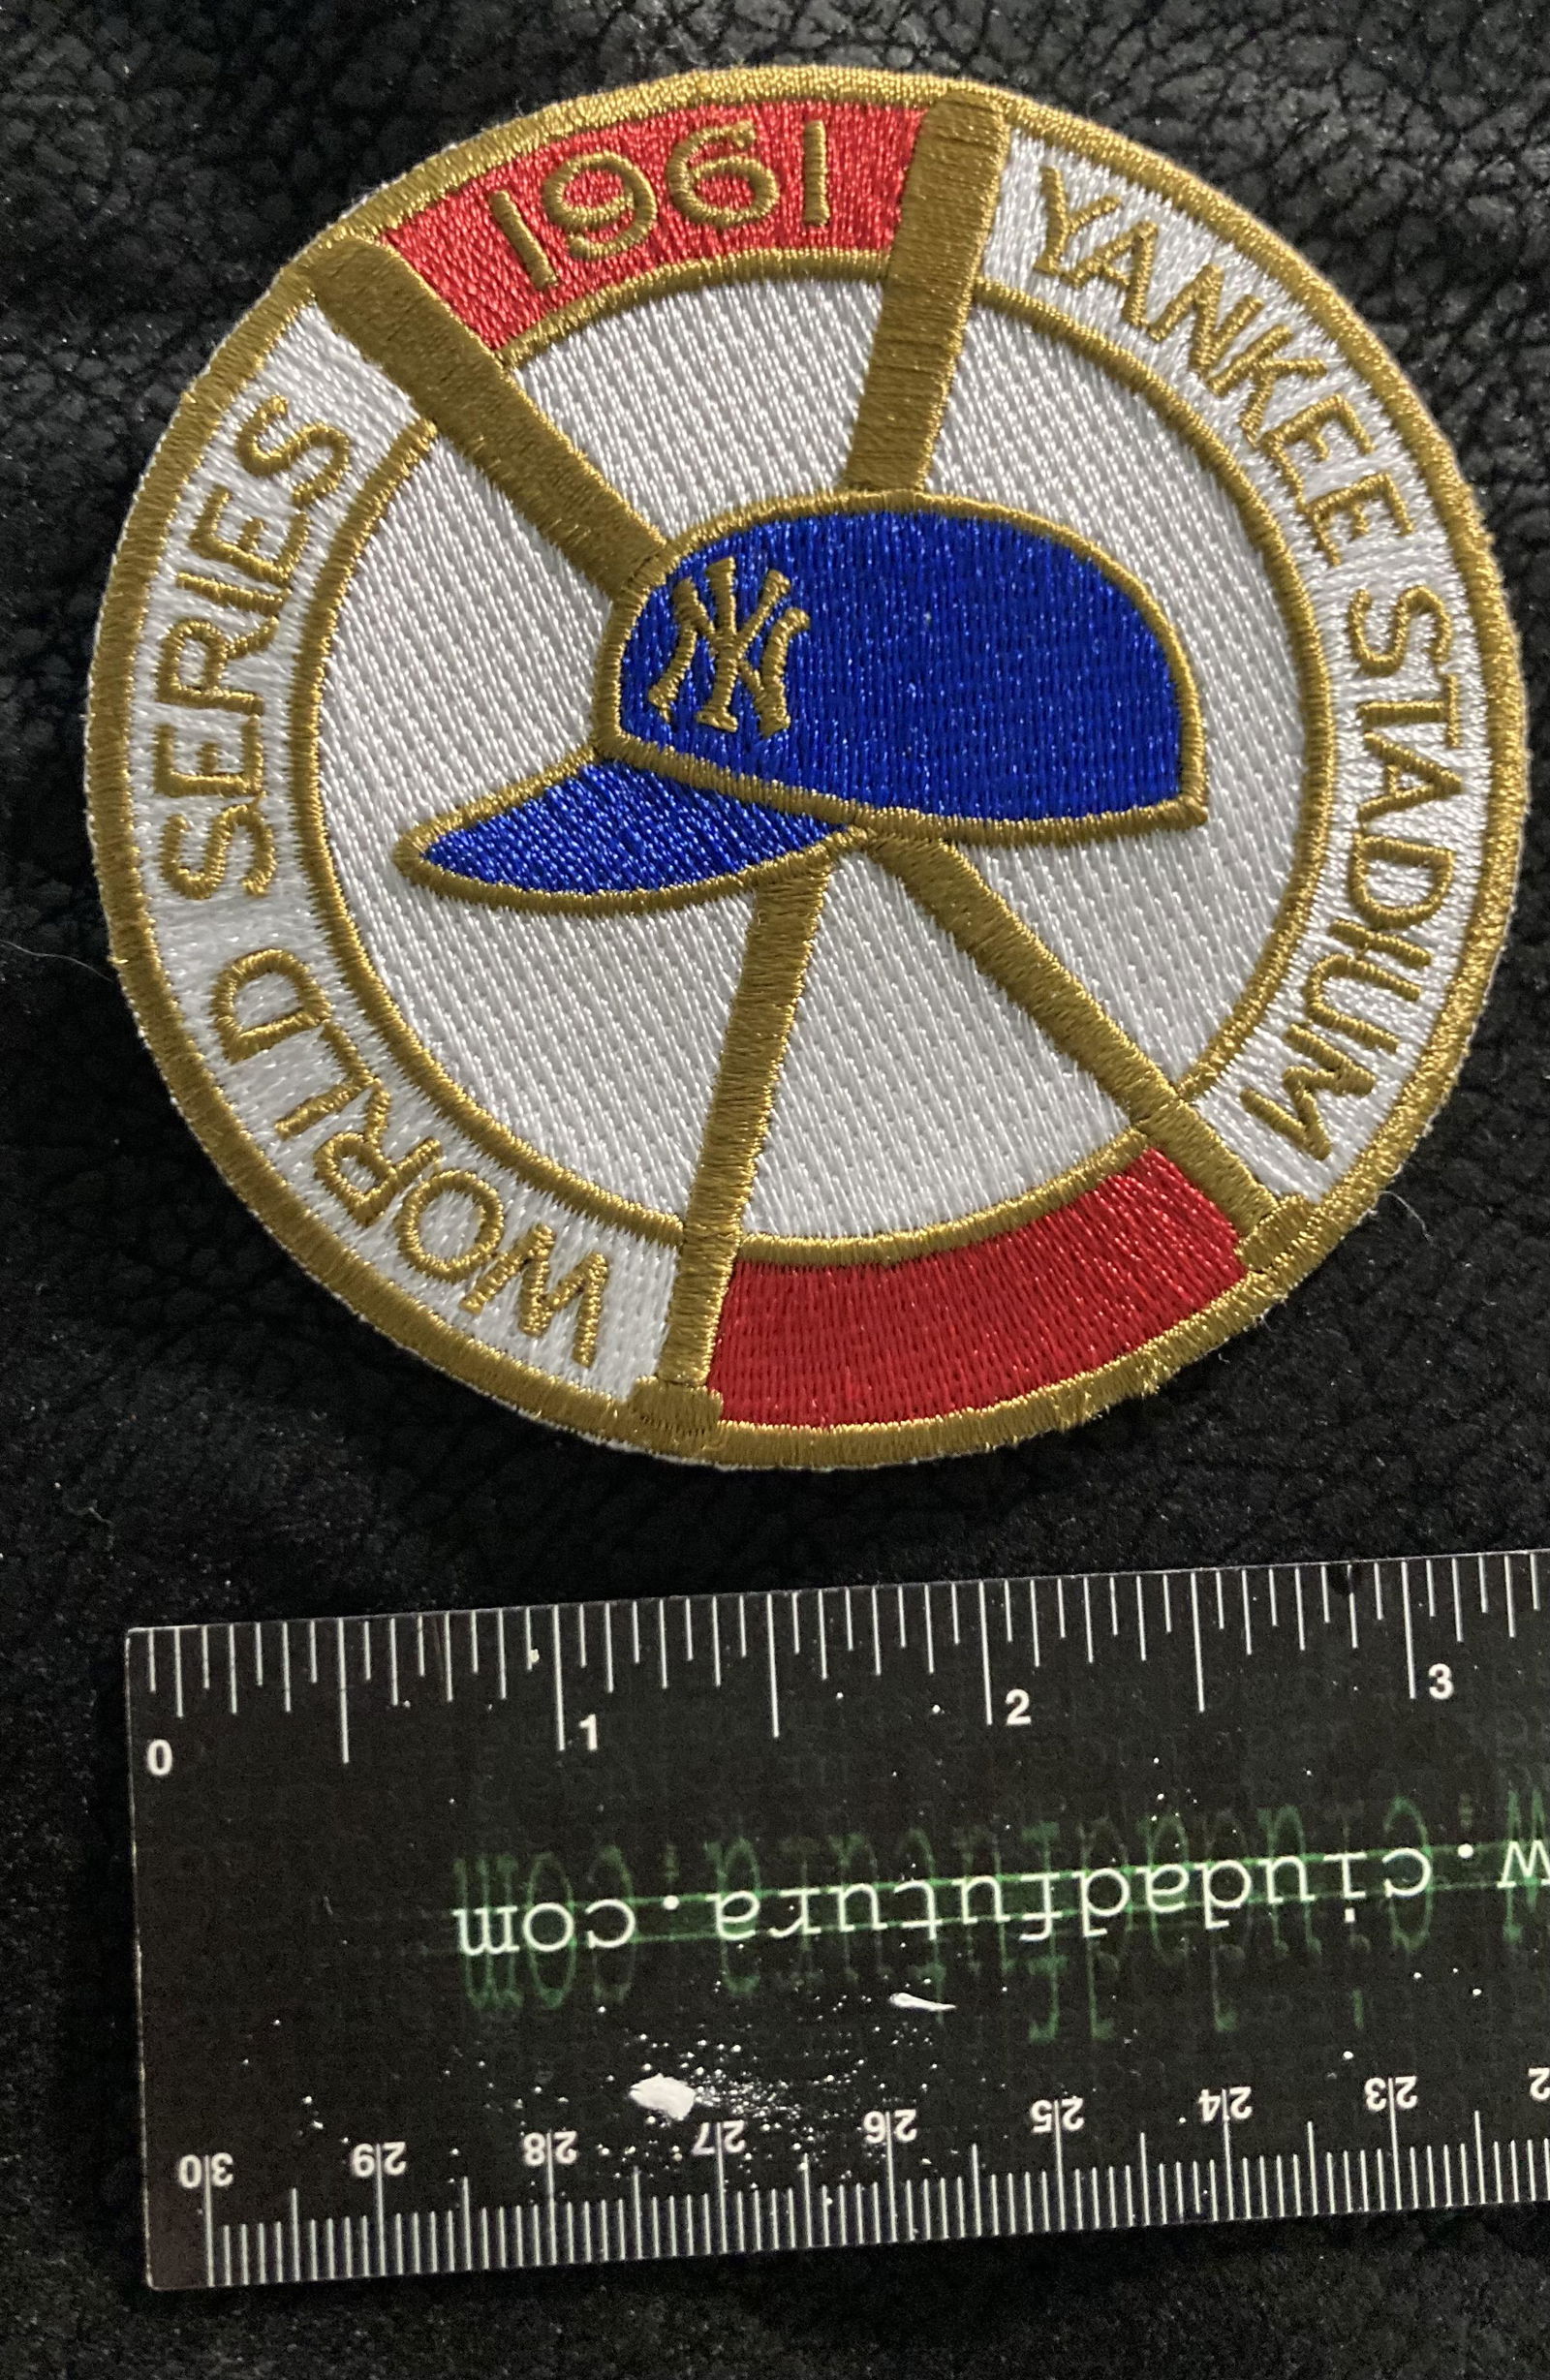 1961
YANKEE STADIUM
WORLD SERIES
NY
0 1 2 3
w.ciudadfutura.com
30 29 28 27 26 25 24 23 2